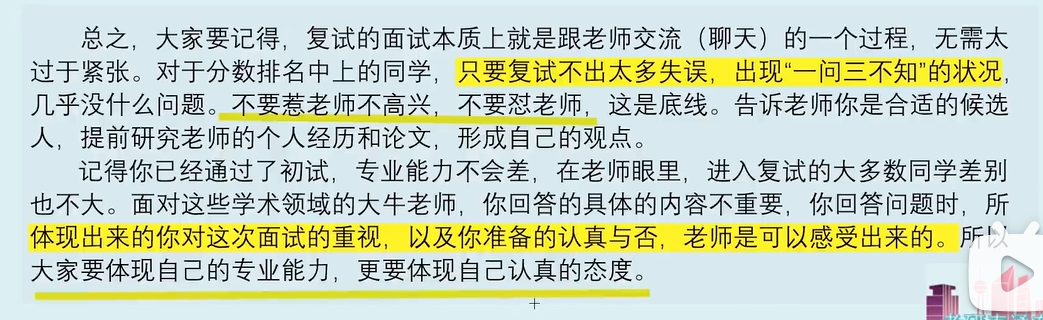 总之，大家要记得，复试的面试本质上就是跟老师交流（聊天）的一个过程，无需太
过于紧张。对于分数排名中上的同学，只要复试不出太多失误，出现“一问三不知”的状况，
几乎没什么问题。不要惹老师不高兴，不要怼老师，这是底线。告诉老师你是合适的候选
人，提前研究老师的个人经历和论文，形成自己的观点。
记得你已经通过了初试，专业能力不会差，在老师眼里，进入复试的大多数同学差别
也不大。面对这些学术领域的大牛老师，你回答的具体的内容不重要，你回答问题时，所
体现出来的你对这次面试的重视，以及你准备的认真与否，老师是可以感受出来的。所以
大家要体现自己的专业能力，更要体现自己认真的态度。